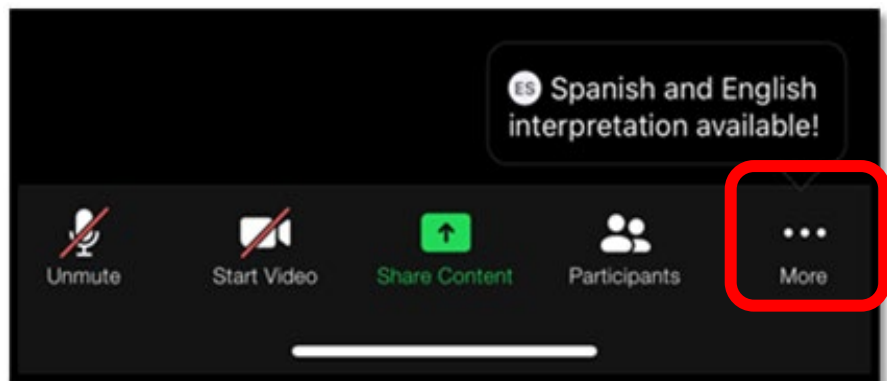 ES Spanish and English
interpretation available!
Unmute
Start Video
Share Content
Participants
More